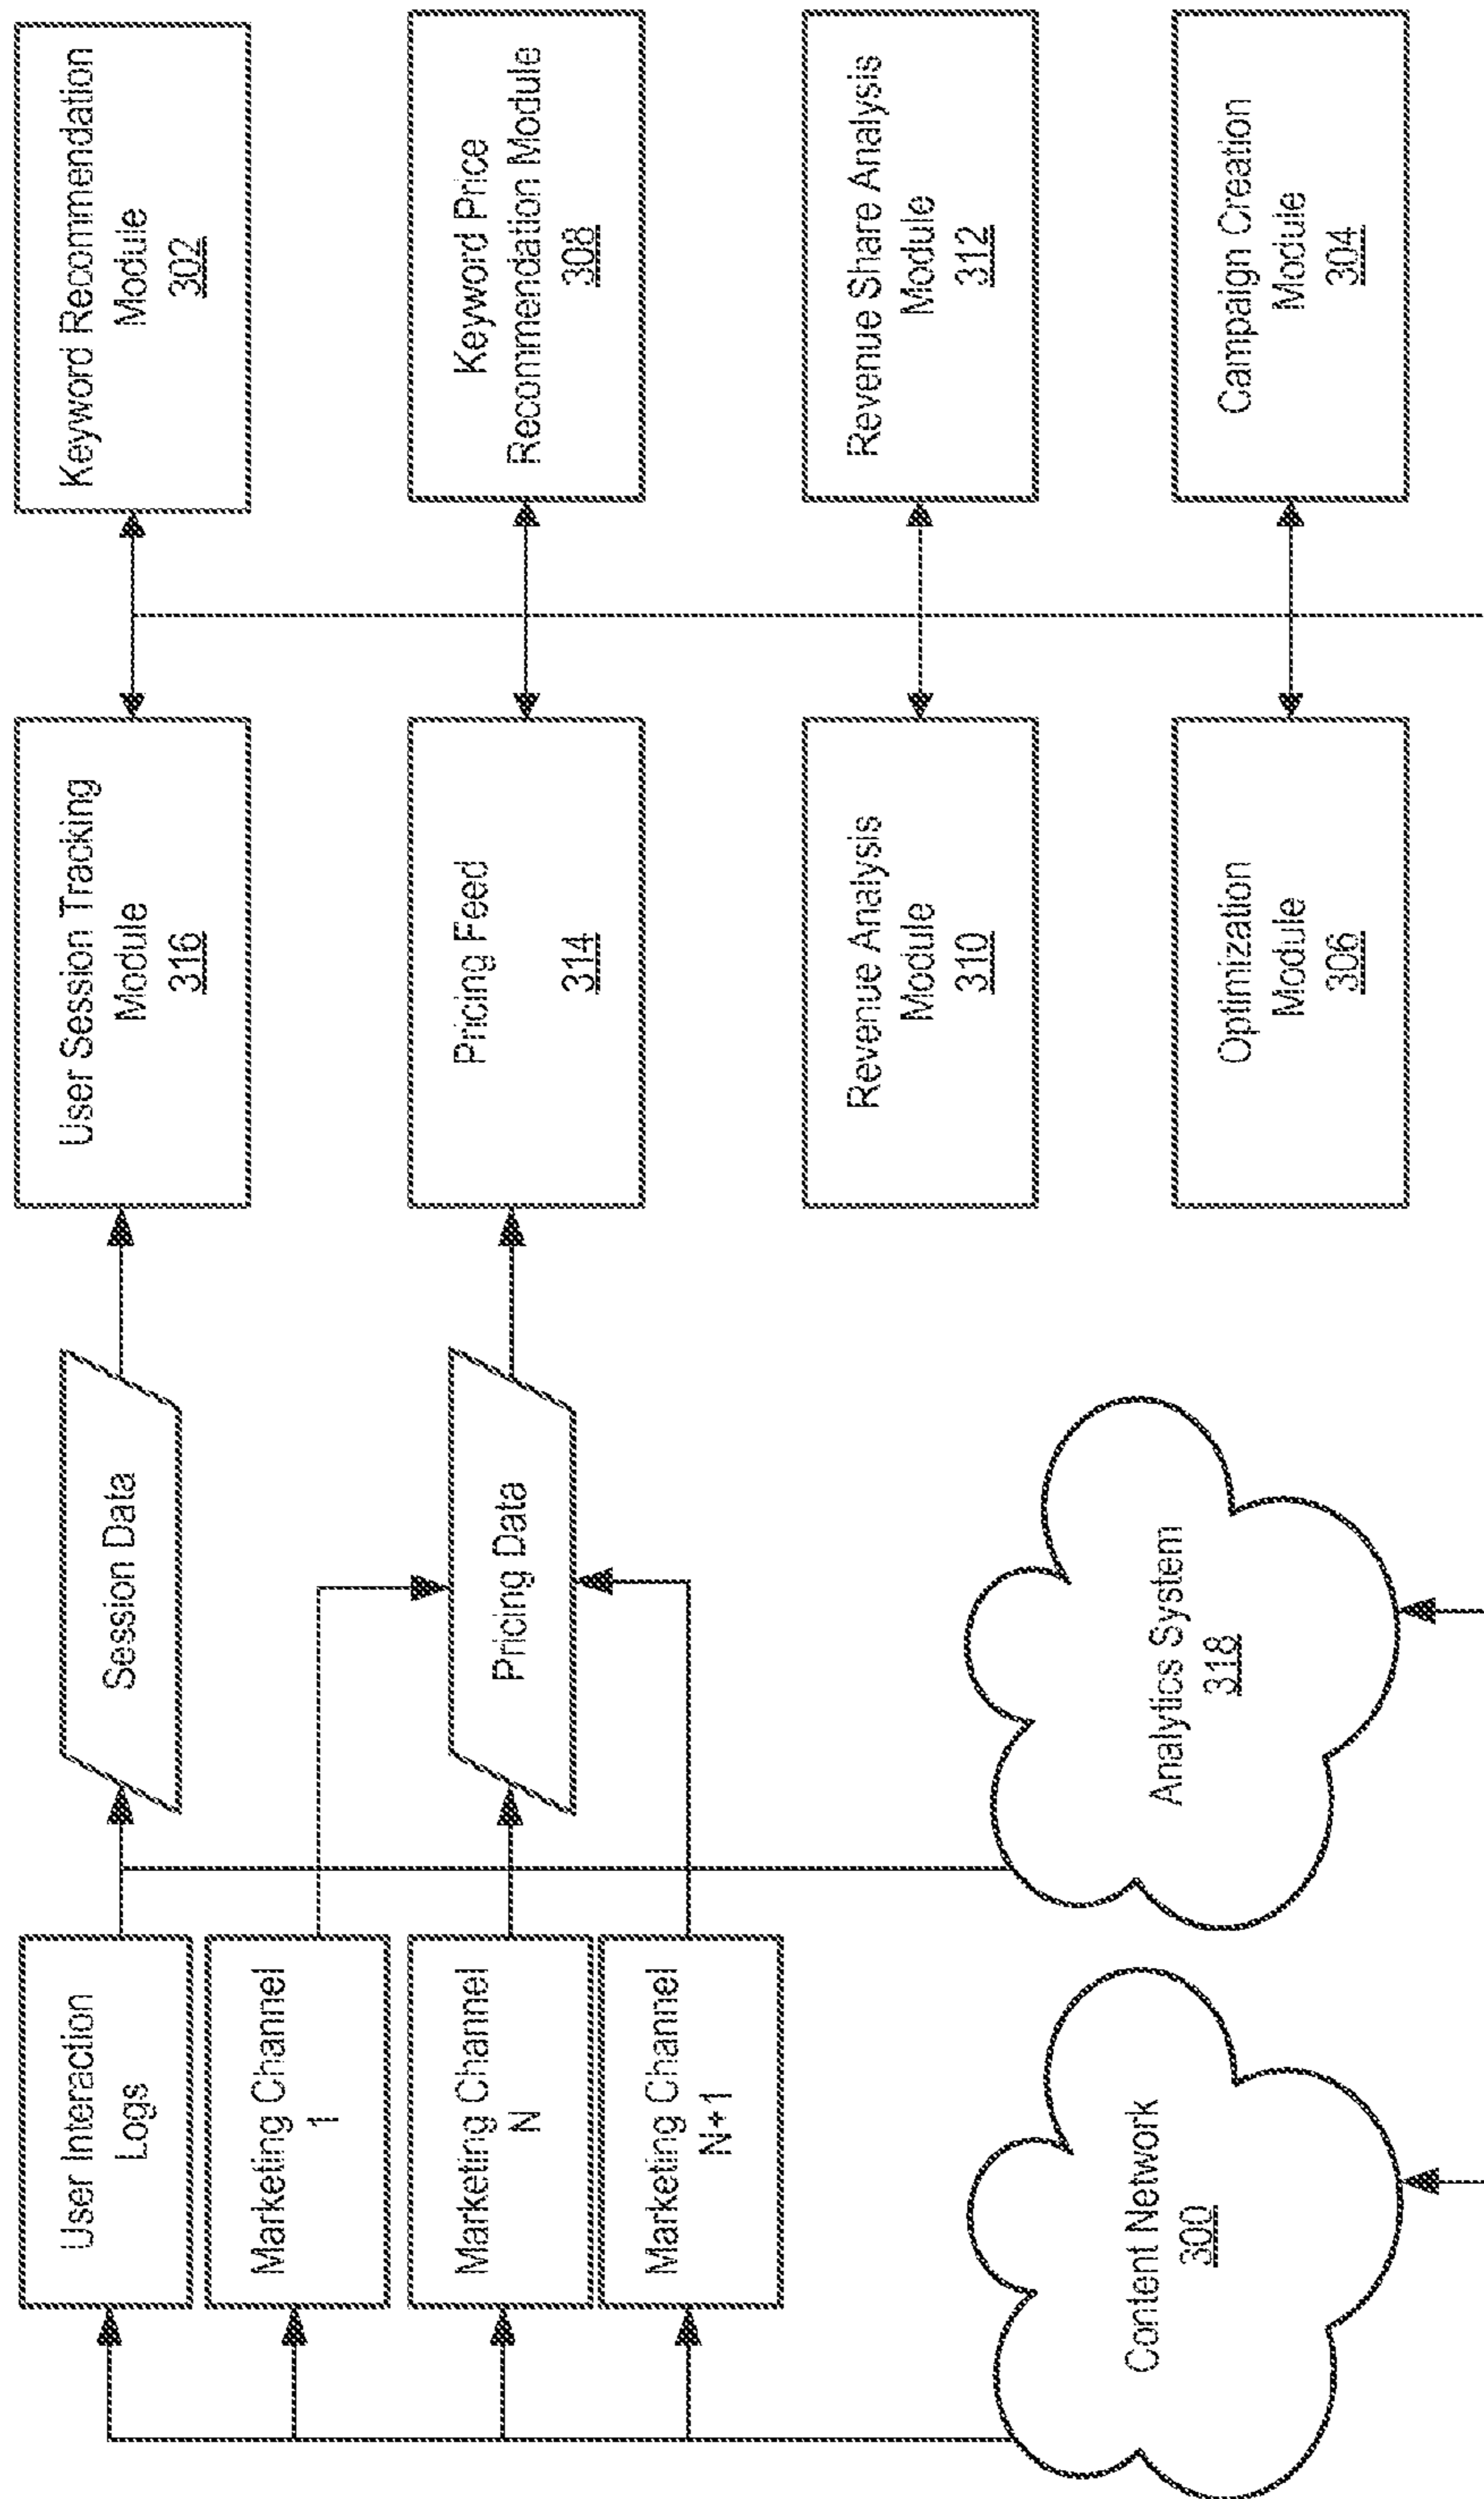 User Interaction
Logs
Marketing Channel
1
Marketing Channel
N
Marketing Channel
N+1
Content Network
300
Session Data
Pricing Data
Analytics System
318
User Session Tracking
Module
316
Pricing Feed
314
Revenue Analysis
Module
310
Optimization
Module
306
Keyword Recommendation
Module
302
Keyword Price
Recommendation Module
308
Revenue Share Analysis
Module
312
Campaign Creation
Module
304